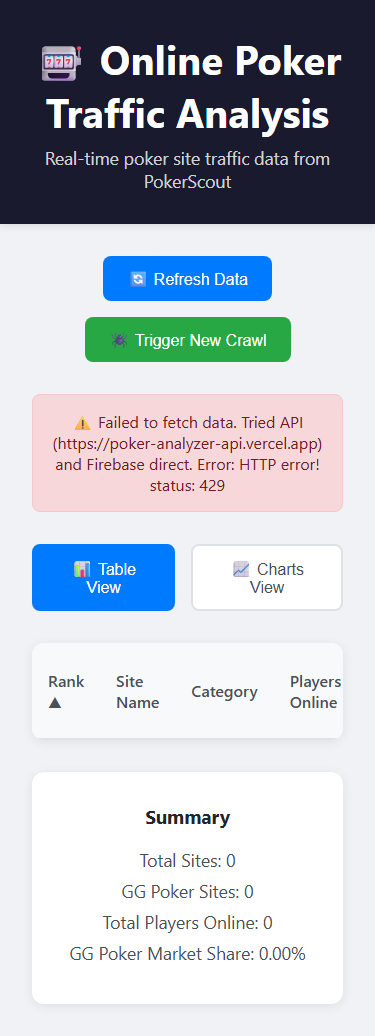 Online Poker
Traffic Analysis
Real-time poker site traffic data from
PokerScout
Refresh Data
Trigger New Crawl
Failed to fetch data. Tried API
(https://poker-analyzer-api.vercel.app)
and Firebase direct. Error: HTTP error!
status: 429
Table
View
Charts
View
Rank
▲
Site
Name
Category
Players
Online
Summary
Total Sites: 0
GG Poker Sites: 0
Total Players Online: 0
GG Poker Market Share: 0.00%